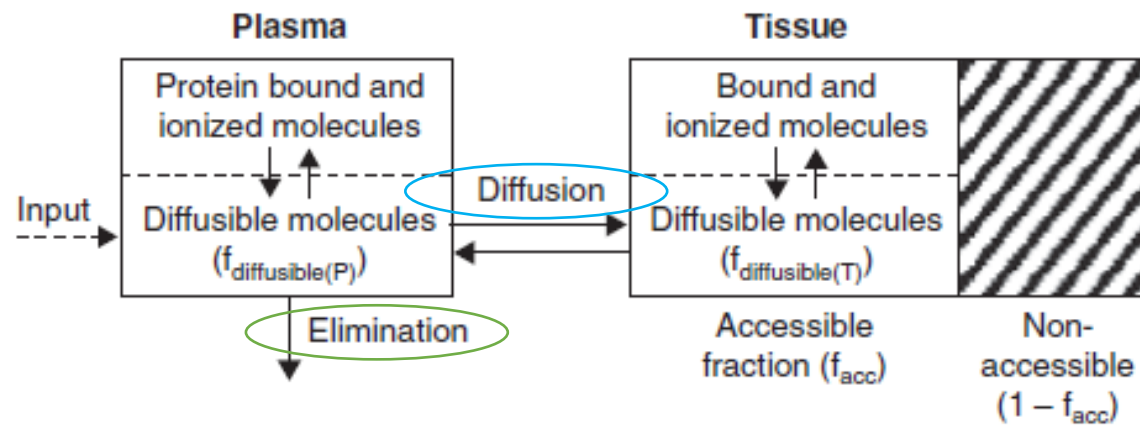 Plasma
Tissue
Protein bound and
ionized molecules
Bound and
ionized molecules
Input
Diffusion
Diffusible molecules
(fdiffusible(P))
Diffusible molecules
(fdiffusible(T))
Elimination
Accessible
fraction (facc)
Non-
accessible
(1 – facc)